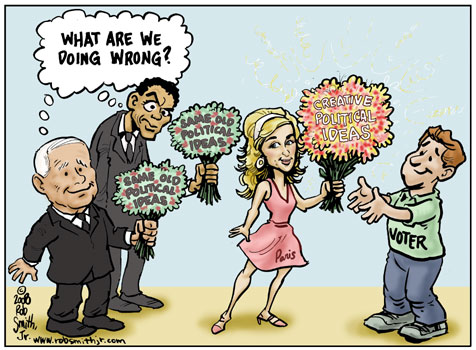 WHAT ARE WE
DOING WRONG?
SAME OLD
POLITICAL
IDEAS
SAME OLD
POLITICAL
IDEAS
CREATIVE
POLITICAL
IDEAS
Paris
VOTER
©
2008
Rob
Smith,
Jr.
www.robsmithjr.com